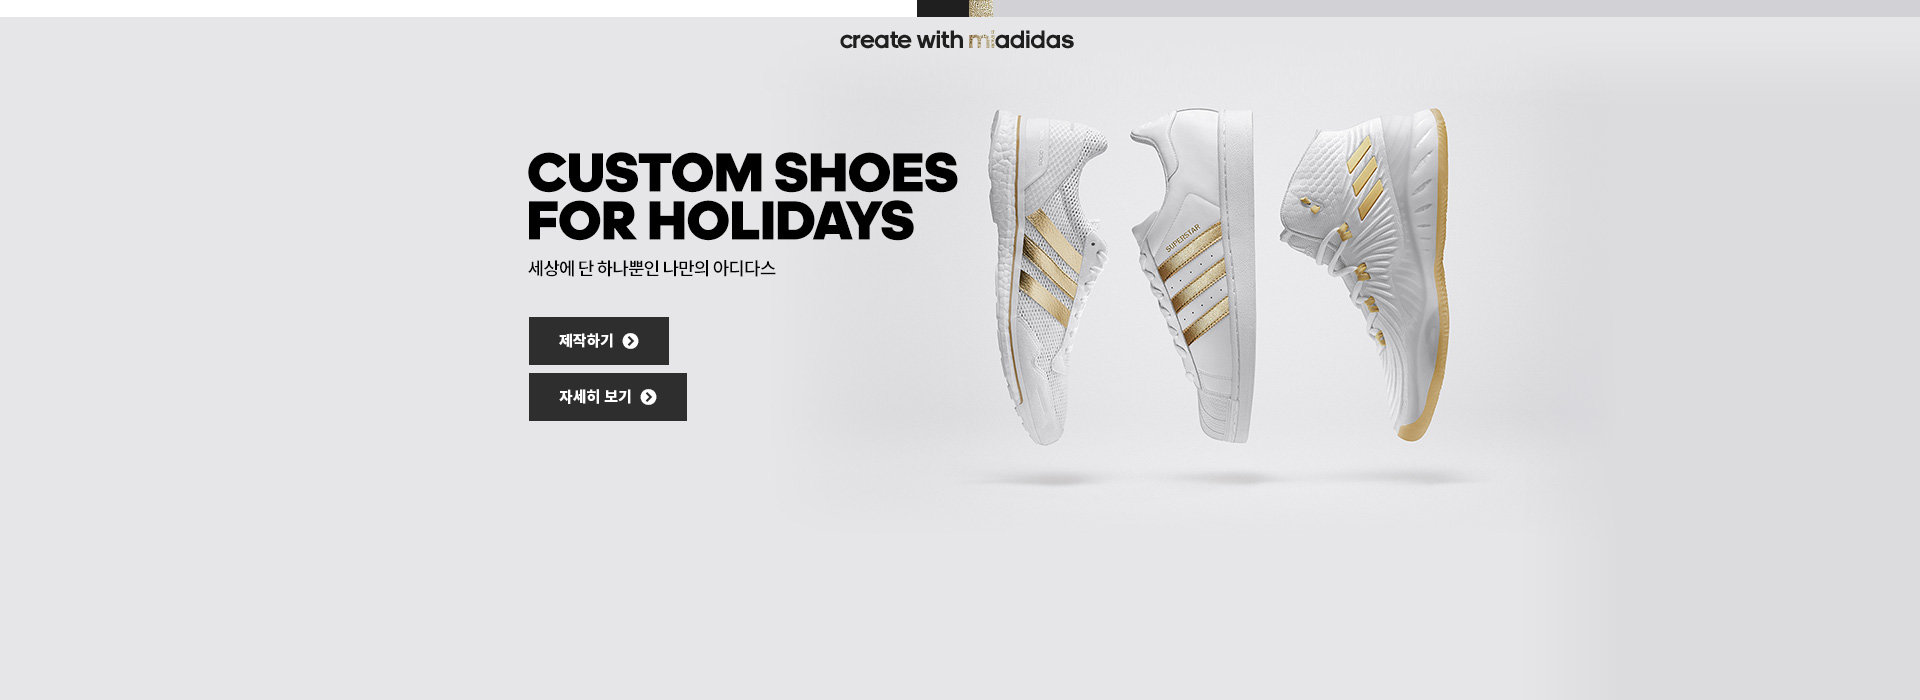 create with miadidas
CUSTOM SHOES
FOR HOLIDAYS
세상에 단 하나뿐인 나만의 아디다스
제작하기
자세히 보기
SUPERSTAR